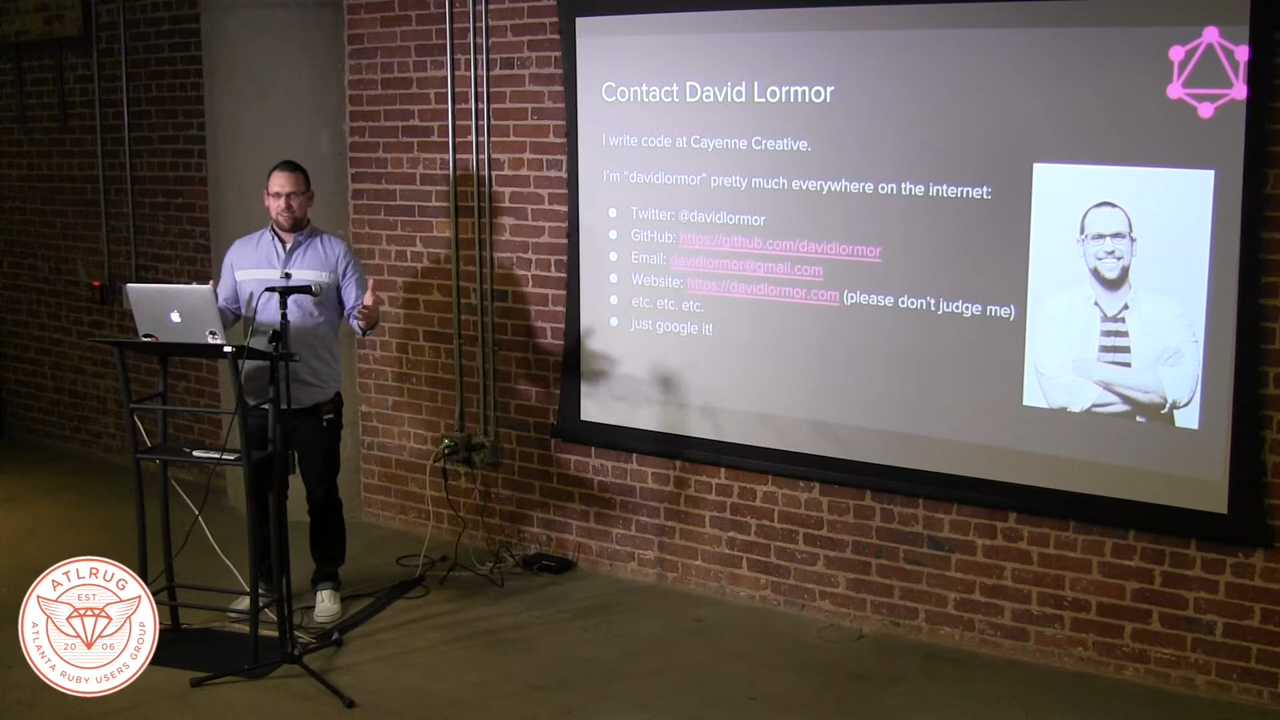 Contact David Lormor
I write code at Cayenne Creative.
I'm "davidlormor" pretty much everywhere on the internet:
Twitter: @davidlormor
GitHub: https://github.com/davidlormor
Email: davidlormor@gmail.com
Website: https://davidlormor.com (please don't judge me)
etc. etc. etc.
just google it!
ATLRUG
EST.
20 06
ATLANTA RUBY USERS GROUP